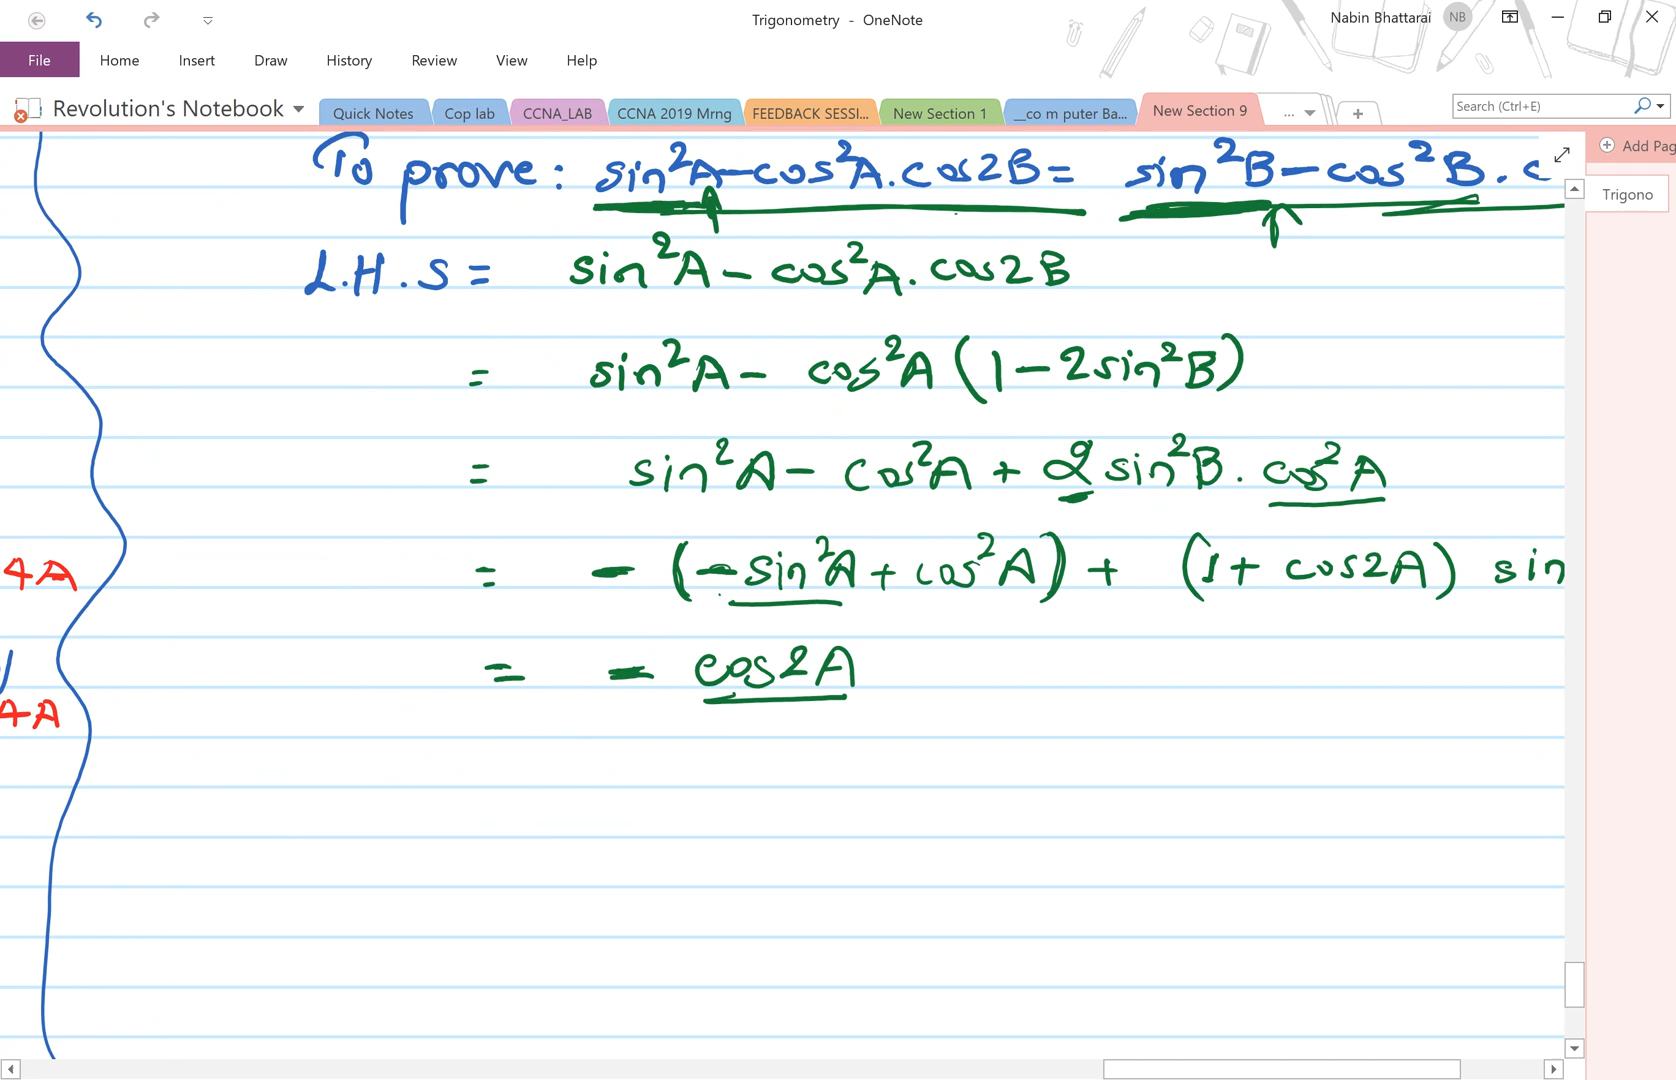 Trigonometry - OneNote
Nabin Bhattarai NB
File Home Insert Draw History Review View Help
Revolution's Notebook Quick Notes Cop lab CCNA_LAB CCNA 2019 Mrng FEEDBACK SESSI... New Section 1 __co m puter Ba... New Section 9 ... + Search (Ctrl+E)
Add Pag
Trigono
To prove: sin²A-cos²A.cos2B= sin²B-cos²B.c
L.H.S= sin²A-cos²A.cos2B
= sin²A- cos²A(1-2sin²B)
= sin²A- cos²A + 2sin²B.cos²A
= -(-sin²A+cos²A)+ (1+cos2A) sin
= - cos2A
4A
4A